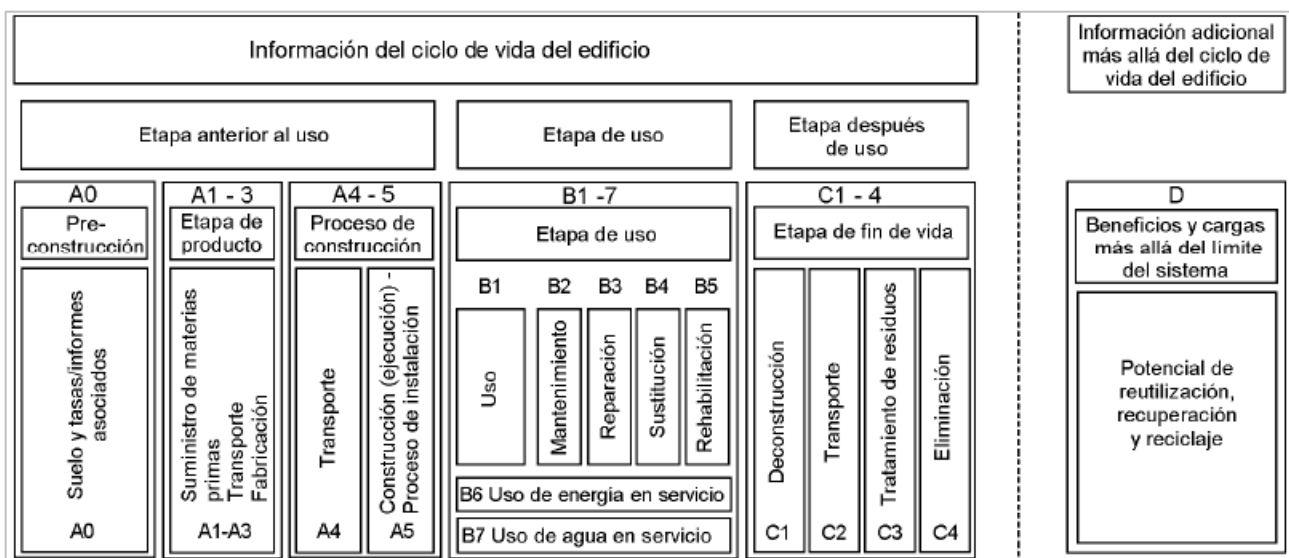 Información del ciclo de vida del edificio
Información adicional
más allá del ciclo de
vida del edificio
Etapa anterior al uso
Etapa de uso
Etapa después
de uso
A0
Pre-
construcción
Suelo y tasas/informes
asociados
A0
A1 - 3
Etapa de
producto
Suministro de materias
primas
Transporte
Fabricación
A1-A3
A4 - 5
Proceso de
construcción
Transporte
A4
Construcción (ejecución) -
Proceso de instalación
A5
B1 -7
Etapa de uso
B1
Uso
B2
Mantenimiento
B3
Reparación
B4
Sustitución
B5
Rehabilitación
B6 Uso de energía en servicio
B7 Uso de agua en servicio
C1 - 4
Etapa de fin de vida
Deconstrucción
C1
Transporte
C2
Tratamiento de residuos
C3
Eliminación
C4
D
Beneficios y cargas
más allá del límite
del sistema
Potencial de
reutilización,
recuperación
y reciclaje